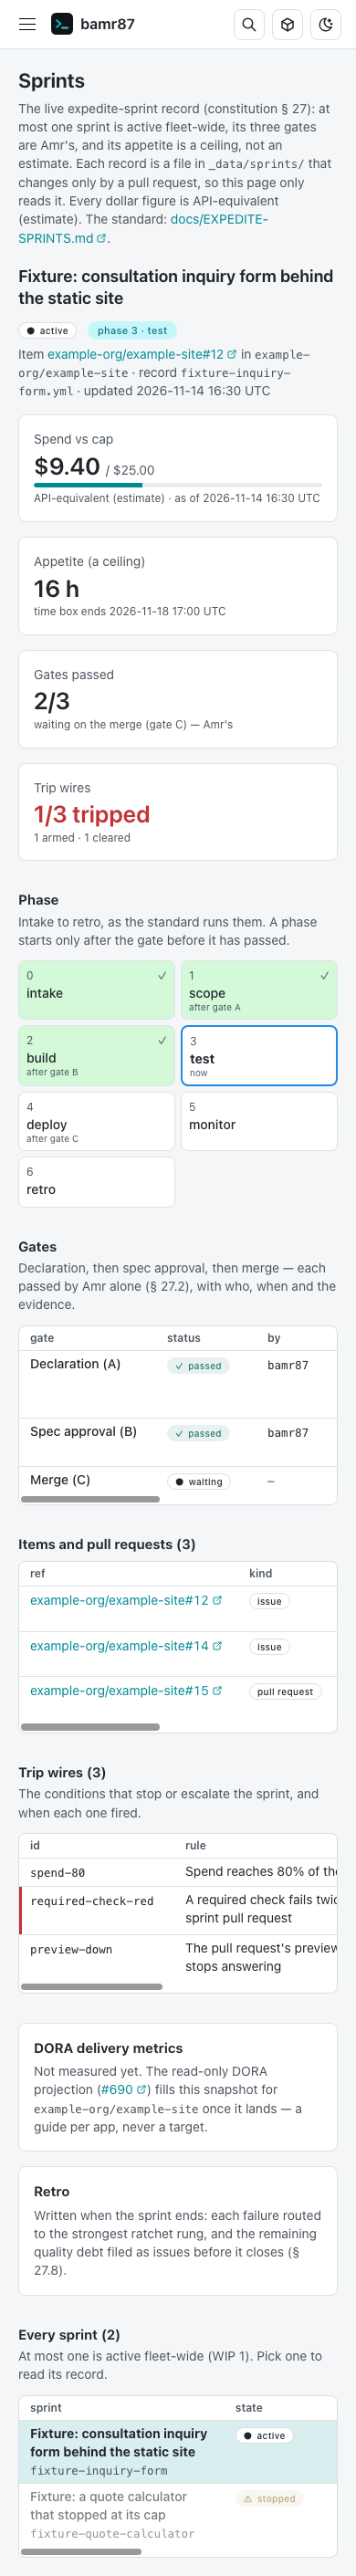 bamr87
Sprints
The live expedite-sprint record (constitution § 27): at
most one sprint is active fleet-wide, its three gates
are Amr's, and its appetite is a ceiling, not an
estimate. Each record is a file in _data/sprints/ that
changes only by a pull request, so this page only
reads it. Every dollar figure is API-equivalent
(estimate). The standard: docs/EXPEDITE-
SPRINTS.md.
Fixture: consultation inquiry form behind
the static site
active phase 3 · test
Item example-org/example-site#12 in example-
org/example-site · record fixture-inquiry-
form.yml · updated 2026-11-14 16:30 UTC
Spend vs cap
$9.40 / $25.00
API-equivalent (estimate) · as of 2026-11-14 16:30 UTC
Appetite (a ceiling)
16 h
time box ends 2026-11-18 17:00 UTC
Gates passed
2/3
waiting on the merge (gate C) — Amr's
Trip wires
1/3 tripped
1 armed · 1 cleared
Phase
Intake to retro, as the standard runs them. A phase
starts only after the gate before it has passed.
0 ✓
intake
1 ✓
scope
after gate A
2 ✓
build
after gate B
3
test
now
4
deploy
after gate C
5
monitor
6
retro
Gates
Declaration, then spec approval, then merge — each
passed by Amr alone (§ 27.2), with who, when and the
evidence.
gate status by
Declaration (A) ✓ passed bamr87
Spec approval (B) ✓ passed bamr87
Merge (C) waiting —
Items and pull requests (3)
ref kind
example-org/example-site#12 issue
example-org/example-site#14 issue
example-org/example-site#15 pull request
Trip wires (3)
The conditions that stop or escalate the sprint, and
when each one fired.
id rule
spend-80 Spend reaches 80% of the
required-check-red A required check fails twic
sprint pull request
preview-down The pull request's preview
stops answering
DORA delivery metrics
Not measured yet. The read-only DORA
projection (#690) fills this snapshot for
example-org/example-site once it lands — a
guide per app, never a target.
Retro
Written when the sprint ends: each failure routed
to the strongest ratchet rung, and the remaining
quality debt filed as issues before it closes (§
27.8).
Every sprint (2)
At most one is active fleet-wide (WIP 1). Pick one to
read its record.
sprint state
Fixture: consultation inquiry active
form behind the static site
fixture-inquiry-form
Fixture: a quote calculator stopped
that stopped at its cap
fixture-quote-calculator